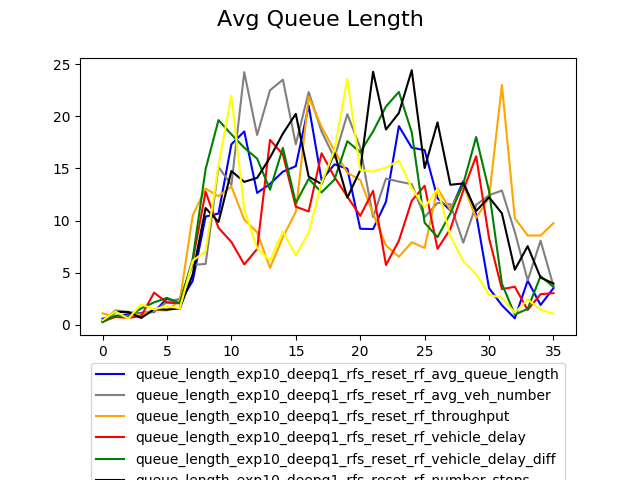 Avg Queue Length
25
20
15
10
5
0
0 5 10 15 20 25 30 35
queue_length_exp10_deepq1_rfs_reset_rf_avg_queue_length
queue_length_exp10_deepq1_rfs_reset_rf_avg_veh_number
queue_length_exp10_deepq1_rfs_reset_rf_throughput
queue_length_exp10_deepq1_rfs_reset_rf_vehicle_delay
queue_length_exp10_deepq1_rfs_reset_rf_vehicle_delay_diff
queue_length_exp10_deepq1_rfs_reset_rf_number_stops